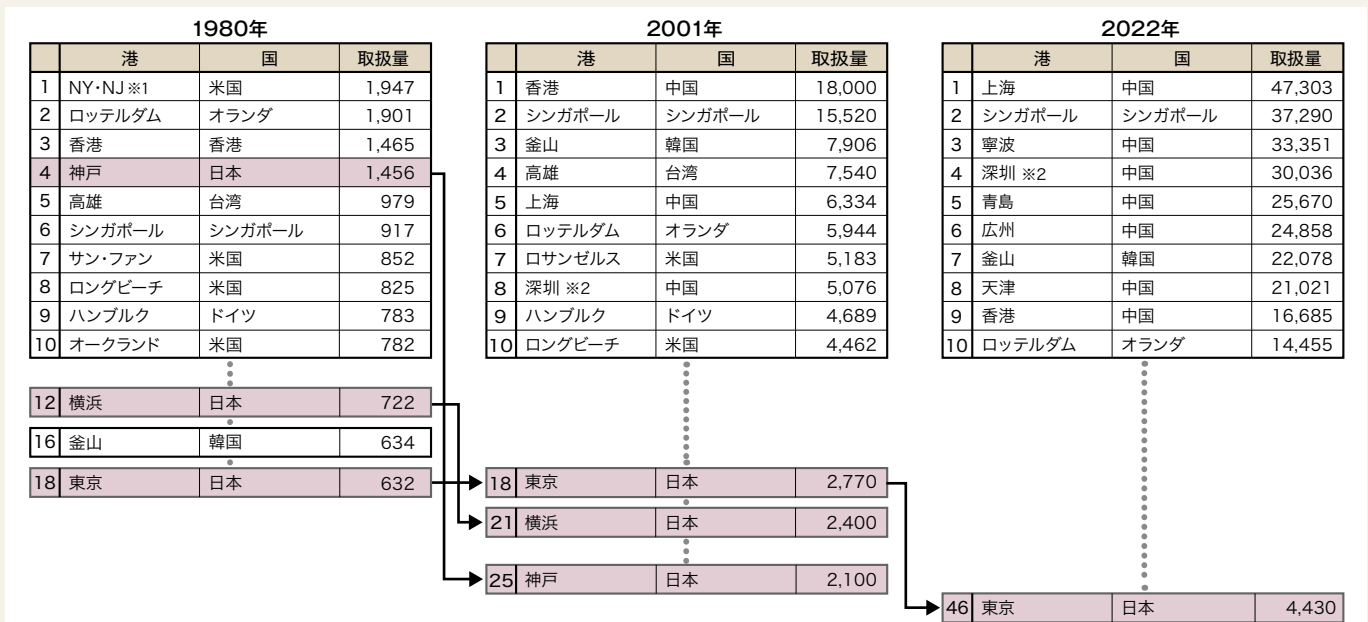 1980年
港 国 取扱量
1 NY・NJ※1 米国 1,947
2 ロッテルダム オランダ 1,901
3 香港 香港 1,465
4 神戸 日本 1,456
5 高雄 台湾 979
6 シンガポール シンガポール 917
7 サン・ファン 米国 852
8 ロングビーチ 米国 825
9 ハンブルク ドイツ 783
10 オークランド 米国 782
12 横浜 日本 722
16 釜山 韓国 634
18 東京 日本 632
2001年
港 国 取扱量
1 香港 中国 18,000
2 シンガポール シンガポール 15,520
3 釜山 韓国 7,906
4 高雄 台湾 7,540
5 上海 中国 6,334
6 ロッテルダム オランダ 5,944
7 ロサンゼルス 米国 5,183
8 深圳 ※2 中国 5,076
9 ハンブルク ドイツ 4,689
10 ロングビーチ 米国 4,462
18 東京 日本 2,770
21 横浜 日本 2,400
25 神戸 日本 2,100
2022年
港 国 取扱量
1 上海 中国 47,303
2 シンガポール シンガポール 37,290
3 寧波 中国 33,351
4 深圳 ※2 中国 30,036
5 青島 中国 25,670
6 広州 中国 24,858
7 釜山 韓国 22,078
8 天津 中国 21,021
9 香港 中国 16,685
10 ロッテルダム オランダ 14,455
46 東京 日本 4,430